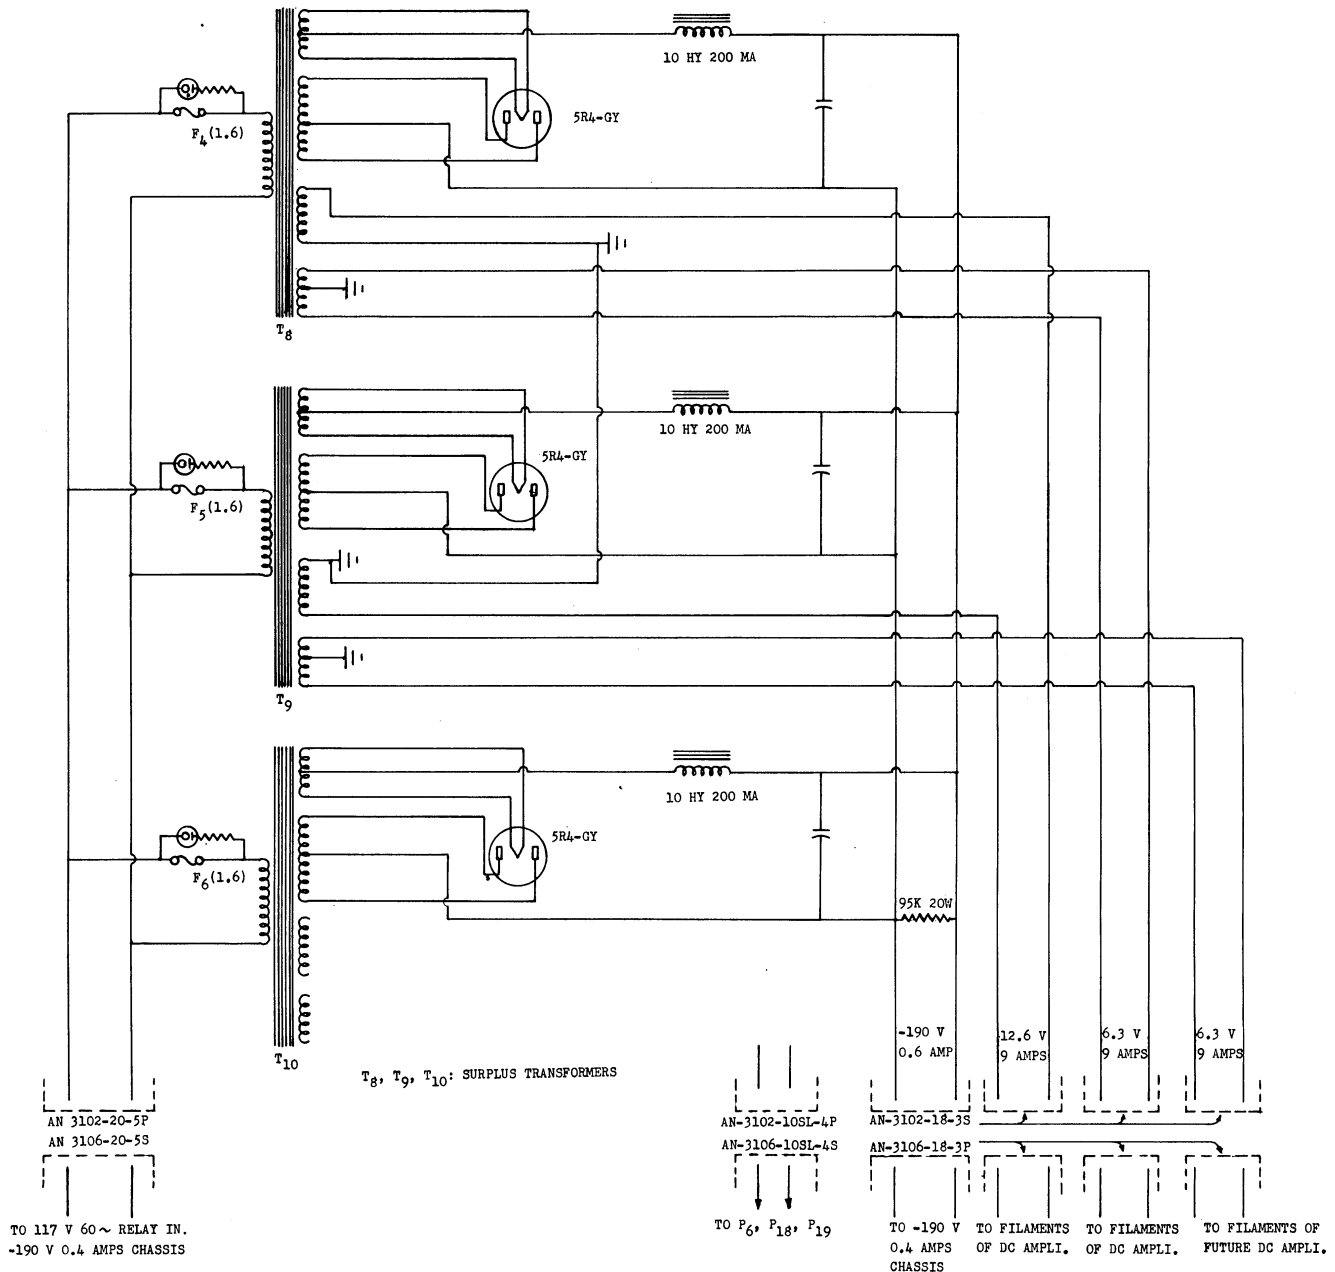 10 HY 200 MA
5R4-GY
F4(1.6)
T8
10 HY 200 MA
5R4-GY
F5(1.6)
T9
10 HY 200 MA
5R4-GY
F6(1.6)
95K 20W
-190 V
0.6 AMP
12.6 V
9 AMPS
6.3 V
9 AMPS
6.3 V
9 AMPS
T10
T8, T9, T10: SURPLUS TRANSFORMERS
AN 3102-20-5P
AN 3106-20-5S
AN-3102-10SL-4P
AN-3106-10SL-4S
AN-3102-18-3S
AN-3106-18-3P
TO 117 V 60~ RELAY IN.
-190 V 0.4 AMPS CHASSIS
TO P6, P18, P19
TO -190 V
0.4 AMPS
CHASSIS
TO FILAMENTS
OF DC AMPLI.
TO FILAMENTS
OF DC AMPLI.
TO FILAMENTS OF
FUTURE DC AMPLI.